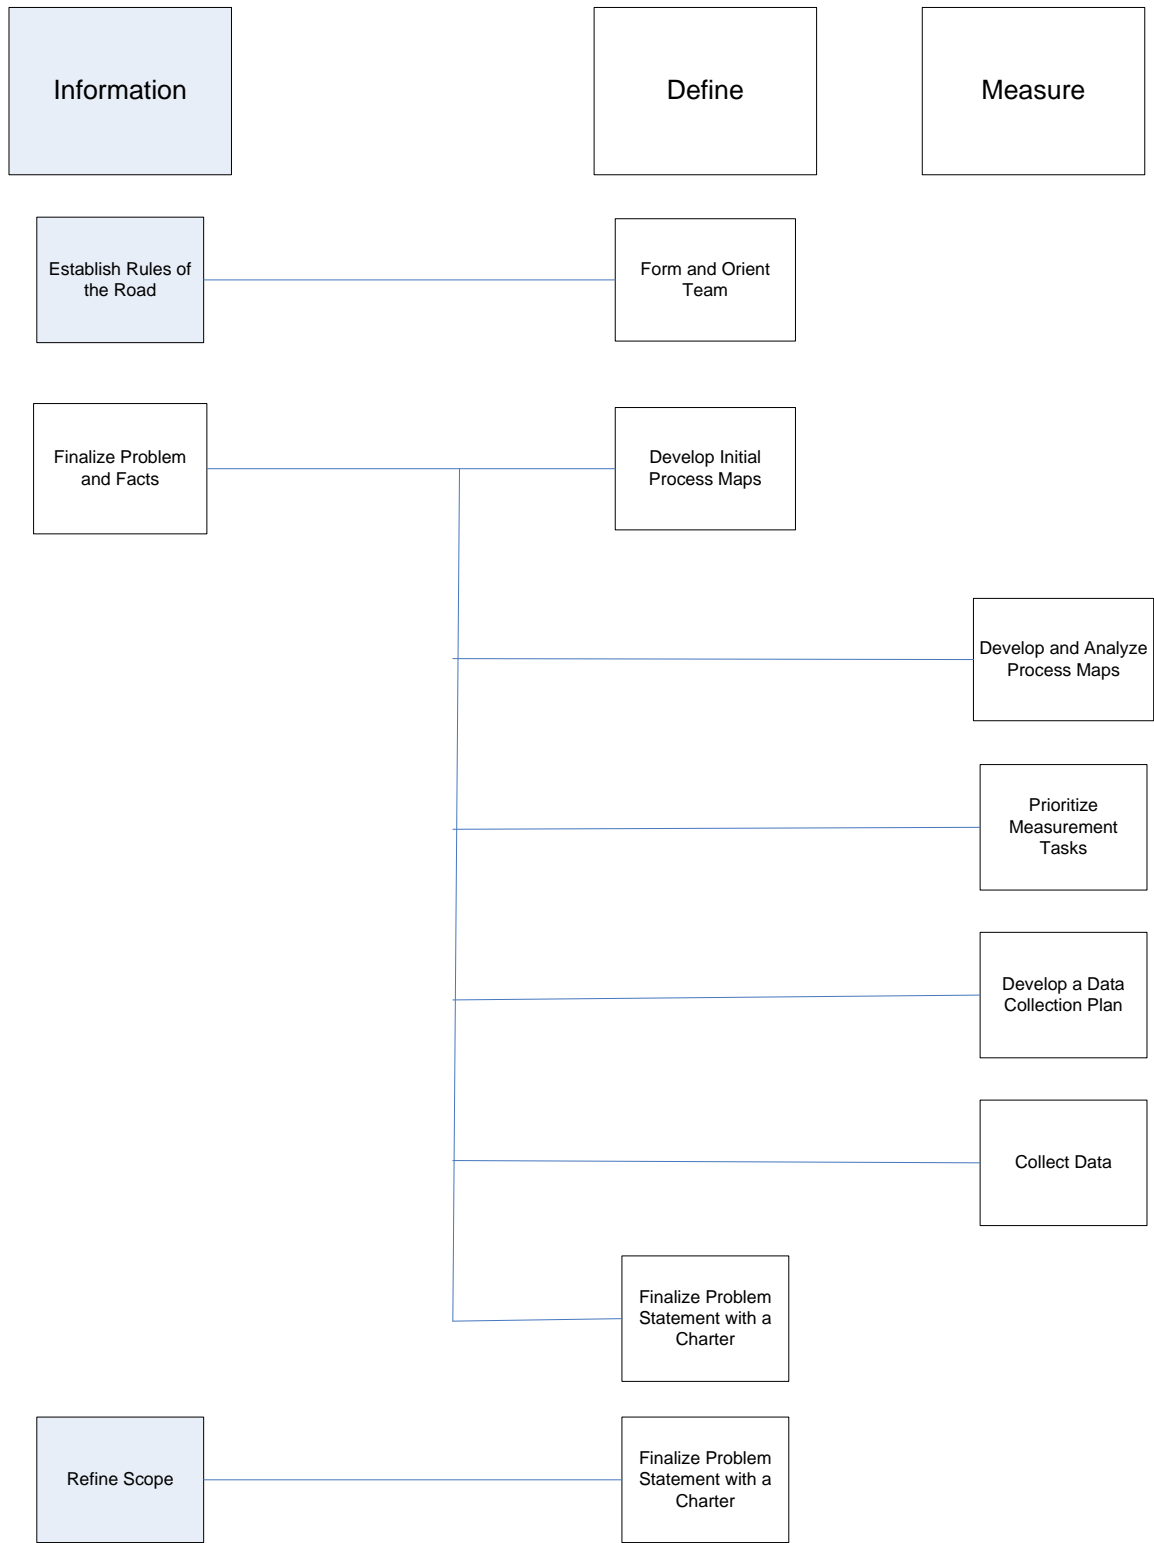 Information
Define
Measure
Establish Rules of
the Road
Form and Orient
Team
Finalize Problem
and Facts
Develop Initial
Process Maps
Develop and Analyze
Process Maps
Prioritize
Measurement
Tasks
Develop a Data
Collection Plan
Collect Data
Finalize Problem
Statement with a
Charter
Refine Scope
Finalize Problem
Statement with a
Charter